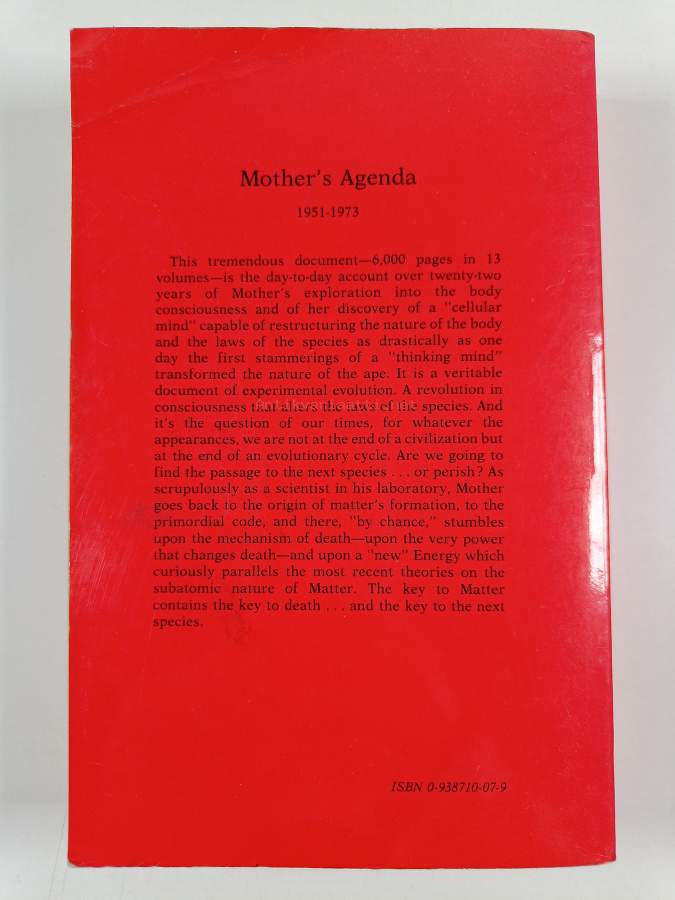 Mother's Agenda
1951-1973
This tremendous document—6,000 pages in 13
volumes—is the day-to-day account over twenty-two
years of Mother's exploration into the body
consciousness and of her discovery of a "cellular
mind" capable of restructuring the nature of the body
and the laws of the species as drastically as one
day the first stammerings of a "thinking mind"
transformed the nature of the ape. It is a veritable
document of experimental evolution. A revolution in
consciousness that alters the laws of the species. And
it's the question of our times, for whatever the
appearances, we are not at the end of a civilization but
at the end of an evolutionary cycle. Are we going to
find the passage to the next species . . . or perish? As
scrupulously as a scientist in his laboratory, Mother
goes back to the origin of matter's formation, to the
primordial code, and there, "by chance," stumbles
upon the mechanism of death—upon the very power
that changes death—and upon a "new" Energy which
curiously parallels the most recent theories on the
subatomic nature of Matter. The key to Matter
contains the key to death . . . and the key to the next
species.
ISBN 0-938710-07-9